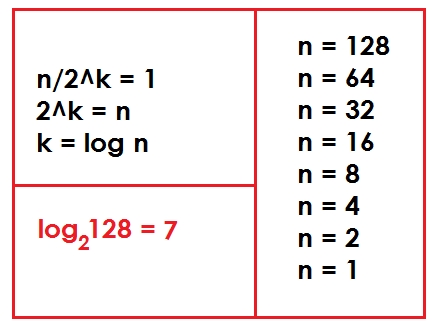 n/2^k = 1
2^k = n
k = log n
log₂128 = 7
n = 128
n = 64
n = 32
n = 16
n = 8
n = 4
n = 2
n = 1